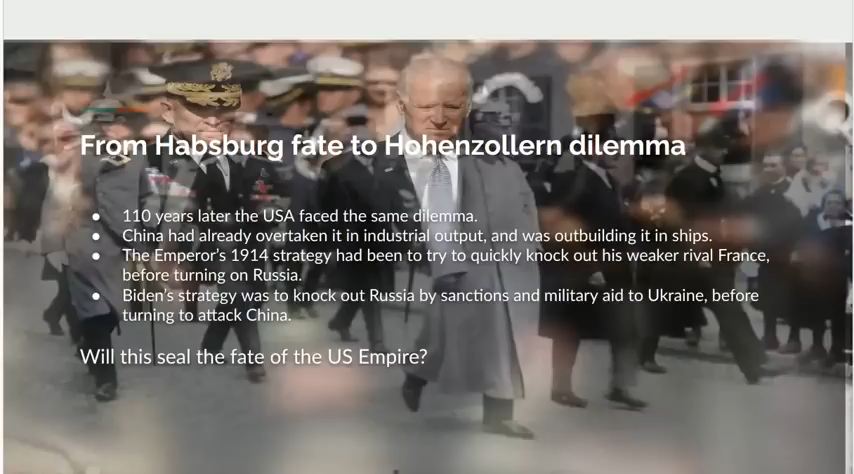 From Habsburg fate to Hohenzollern dilemma
● 110 years later the USA faced the same dilemma.
● China had already overtaken it in industrial output, and was outbuilding it in ships.
● The Emperor's 1914 strategy had been to try to quickly knock out his weaker rival France,
before turning on Russia.
● Biden's strategy was to knock out Russia by sanctions and military aid to Ukraine, before
turning to attack China.
Will this seal the fate of the US Empire?